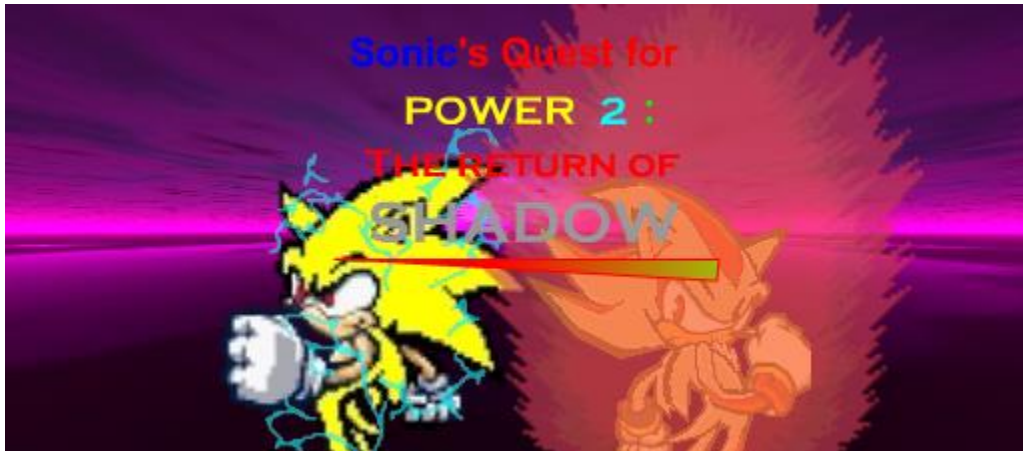 Sonic's Quest for
POWER 2 :
THE RETURN OF
SHADOW